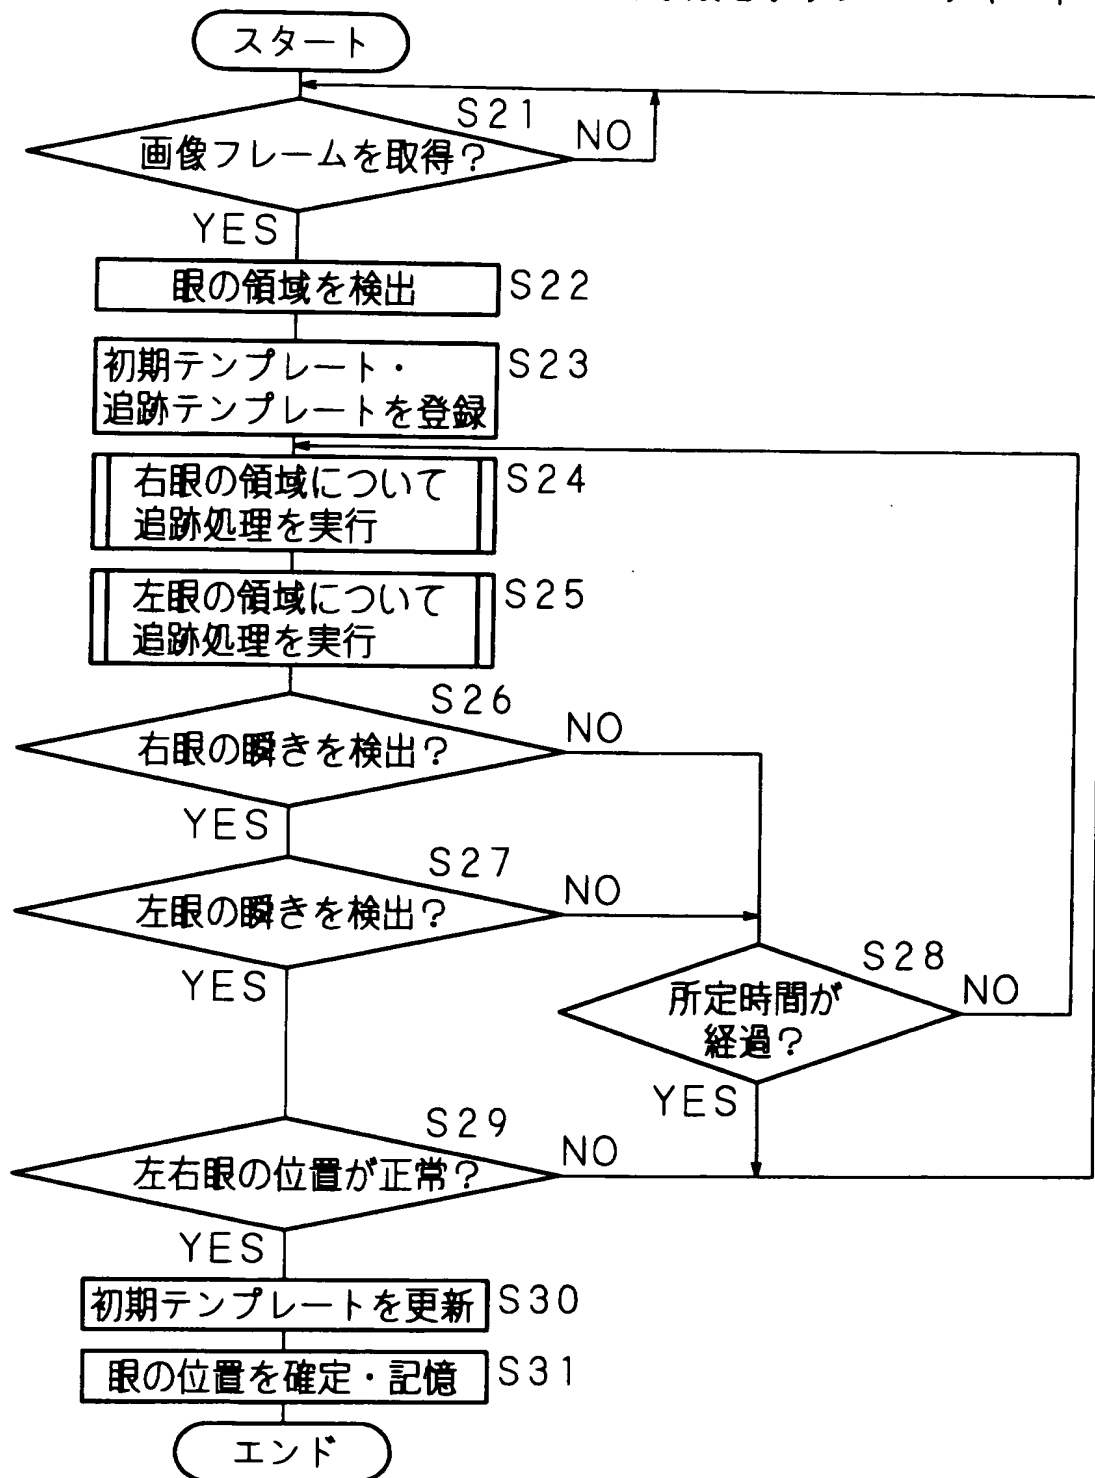 スタート
S21
画像フレームを取得?
NO
YES
眼の領域を検出
S22
初期テンプレート・
追跡テンプレートを登録
S23
右眼の領域について
追跡処理を実行
S24
左眼の領域について
追跡処理を実行
S25
S26
右眼の瞬きを検出?
NO
YES
S27
左眼の瞬きを検出?
NO
YES
S28
所定時間が
経過?
NO
YES
S29
左右眼の位置が正常?
NO
YES
初期テンプレートを更新
S30
眼の位置を確定・記憶
S31
エンド